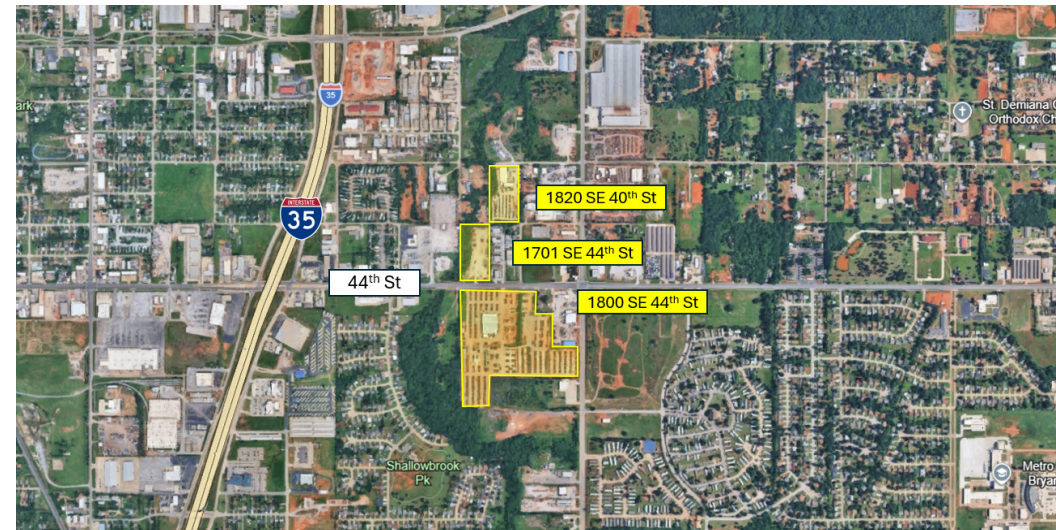 35
ark
St. Demiana C
Orthodox Ch
1820 SE 40th St
INTERSTATE
35
1701 SE 44th St
44th St
1800 SE 44th St
Shallowbrook
Pk
Metro
Bryan